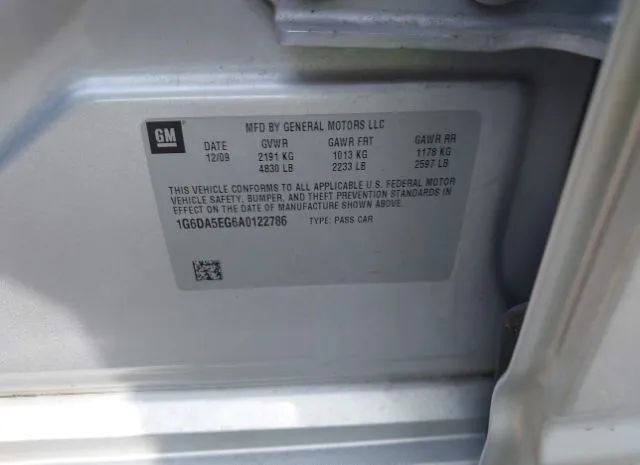 GM
MFD BY GENERAL MOTORS LLC
DATE GVWR GAWR FRT GAWR RR
12/09 2191 KG 1013 KG 1178 KG
4830 LB 2233 LB 2597 LB
THIS VEHICLE CONFORMS TO ALL APPLICABLE U.S. FEDERAL MOTOR
VEHICLE SAFETY, BUMPER, AND THEFT PREVENTION STANDARDS IN
EFFECT ON THE DATE OF MANUFACTURE SHOWN ABOVE.
1G6DA5EG6A0122786 TYPE: PASS CAR